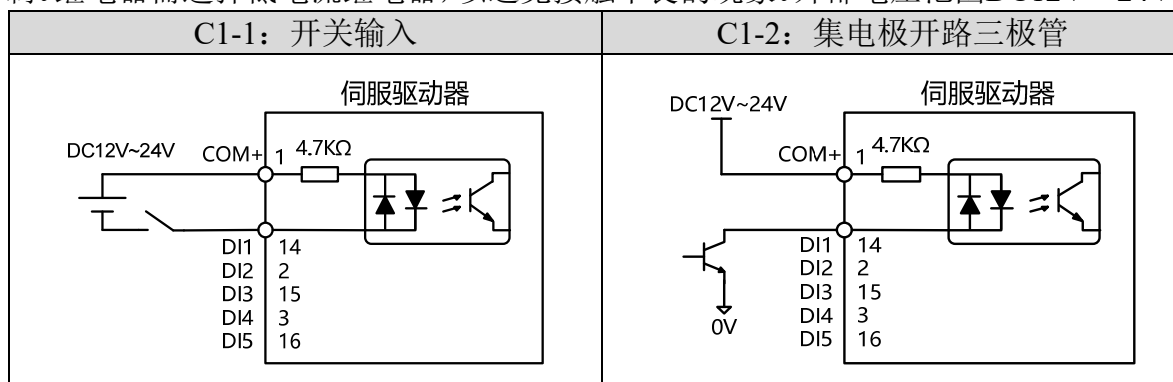 C1-1：开关输入
C1-2：集电极开路三极管
伺服驱动器
DC12V~24V
COM+
1
4.7KΩ
DI1 14
DI2 2
DI3 15
DI4 3
DI5 16
伺服驱动器
DC12V~24V
COM+
1
4.7KΩ
DI1 14
DI2 2
DI3 15
DI4 3
DI5 16
0V